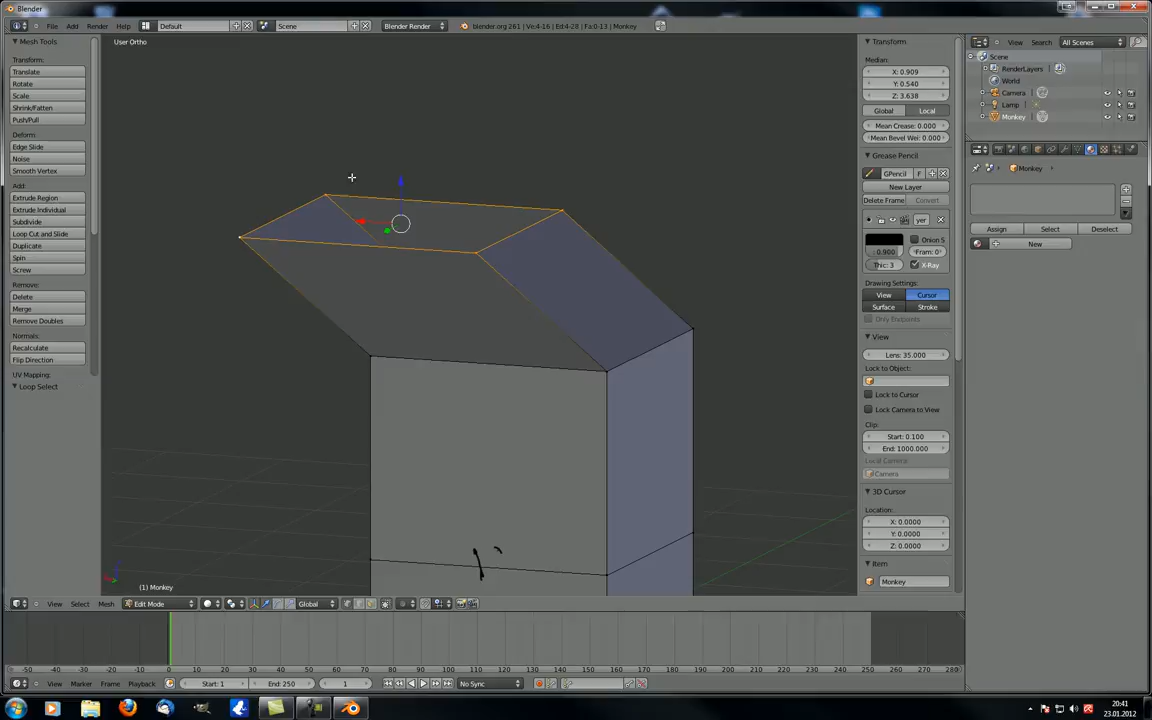 Blender
File Add Render Help Default Scene Blender Render blender.org 261 | Ve:4-16 | Ed:4-28 | Fa:0-13 | Monkey
Mesh Tools
Transform:
Translate
Rotate
Scale
Shrink/Fatten
Push/Pull
Deform:
Edge Slide
Noise
Smooth Vertex
Add:
Extrude Region
Extrude Individual
Subdivide
Loop Cut and Slide
Duplicate
Spin
Screw
Remove:
Delete
Merge
Remove Doubles
Normals:
Recalculate
Flip Direction
UV Mapping:
Loop Select
User Ortho
(1) Monkey
View Select Mesh Edit Mode Global
Transform
Median:
X: 0.909
Y: 0.540
Z: 3.638
Global Local
Mean Crease: 0.000
Mean Bevel Wei: 0.000
Grease Pencil
GPencil F
New Layer
Delete Frame Convert
yer
Onion S
0.900 Fram: 0
Thic: 3 X-Ray
Drawing Settings:
View Cursor
Surface Stroke
Only Endpoints
View
Lens: 35.000
Lock to Object:
Lock to Cursor
Lock Camera to View
Clip:
Start: 0.100
End: 1000.000
Local Camera:
Camera
3D Cursor
Location:
X: 0.0000
Y: 0.0000
Z: 0.0000
Item
Monkey
View Search All Scenes
Scene
RenderLayers
World
Camera
Lamp
Monkey
Monkey
Assign Select Deselect
New
-50 -40 -30 -20 -10 0 10 20 30 40 50 60 70 80 90 100 110 120 130 140 150 160 170 180 190 200 210 220 230 240 250 260 270 280
View Marker Frame Playback Start: 1 End: 250 1 No Sync
20:41
23.01.2012